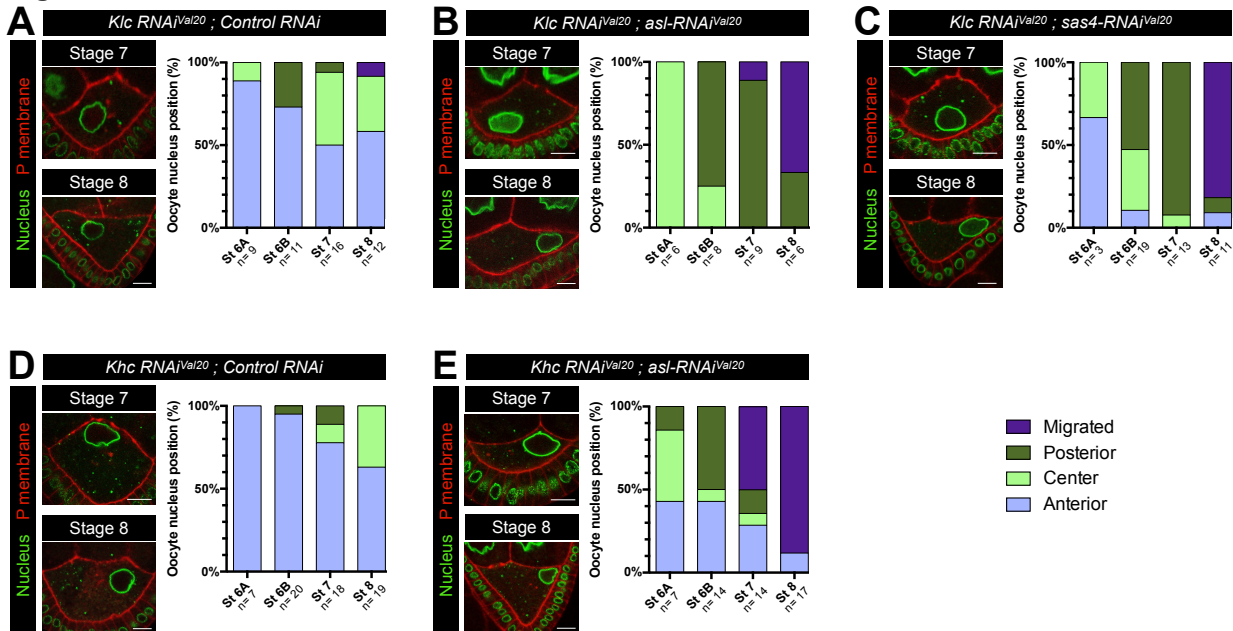 A
Klc RNAi^Val20 ; Control RNAi
Nucleus P membrane
Stage 7
Stage 8
Oocyte nucleus position (%)
100%
50%
0%
St 6A
n= 9
St 6B
n= 11
St 7
n= 16
St 8
n= 12
B
Klc RNAi^Val20 ; asl-RNAi^Val20
Nucleus P membrane
Stage 7
Stage 8
Oocyte nucleus position (%)
100%
50%
0%
St 6A
n= 6
St 6B
n= 8
St 7
n= 9
St 8
n= 6
C
Klc RNAi^Val20 ; sas4-RNAi^Val20
Nucleus P membrane
Stage 7
Stage 8
Oocyte nucleus position (%)
100%
50%
0%
St 6A
n= 3
St 6B
n= 19
St 7
n= 13
St 8
n= 11
D
Khc RNAi^Val20 ; Control RNAi
Nucleus P membrane
Stage 7
Stage 8
Oocyte nucleus position (%)
100%
50%
0%
St 6A
n= 7
St 6B
n= 20
St 7
n= 18
St 8
n= 19
E
Khc RNAi^Val20 ; asl-RNAi^Val20
Nucleus P membrane
Stage 7
Stage 8
Oocyte nucleus position (%)
100%
50%
0%
St 6A
n= 7
St 6B
n= 14
St 7
n= 14
St 8
n= 17
Migrated
Posterior
Center
Anterior